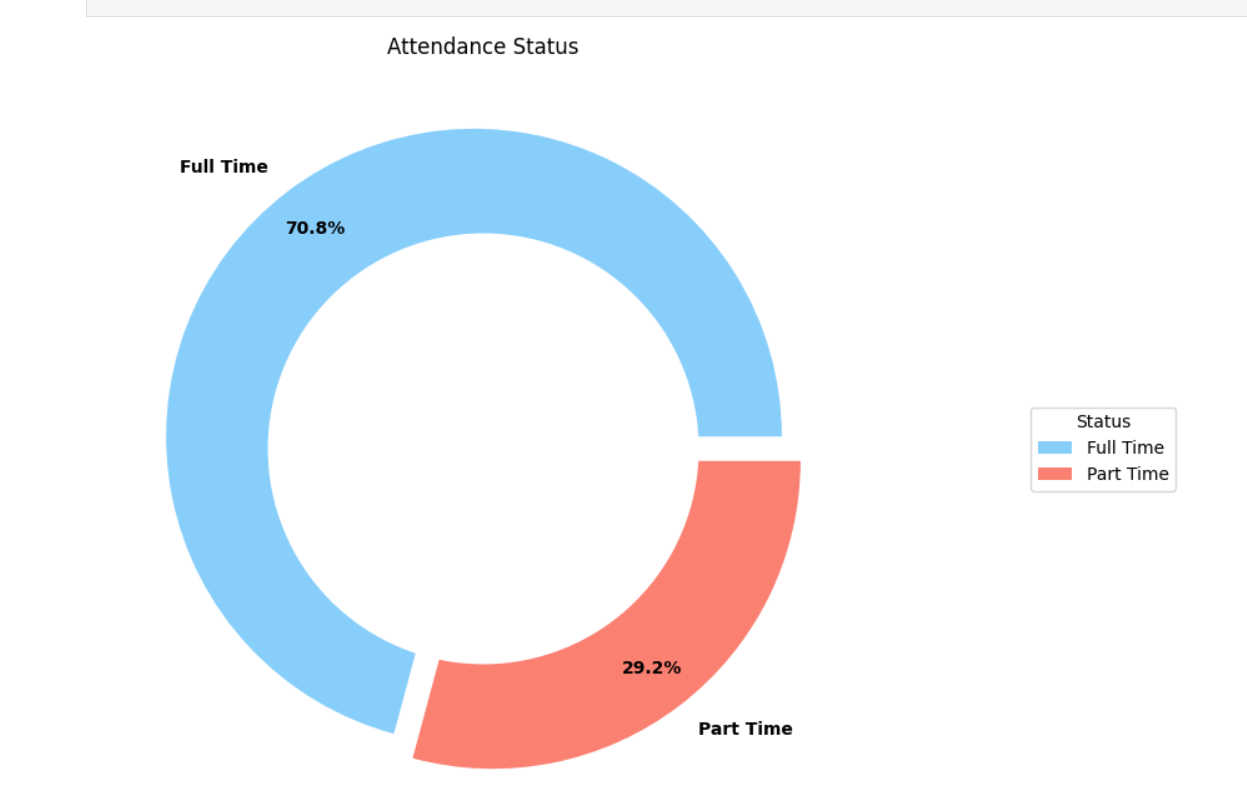 Attendance Status
Full Time
70.8%
Status
Full Time
Part Time
29.2%
Part Time